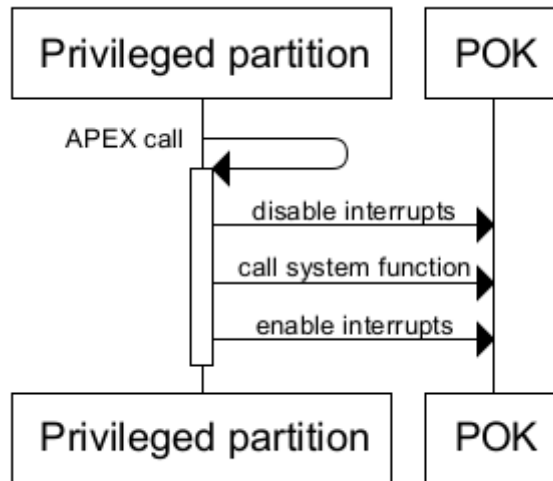 Privileged partition
POK
APEX call
disable interrupts
call system function
enable interrupts
Privileged partition
POK